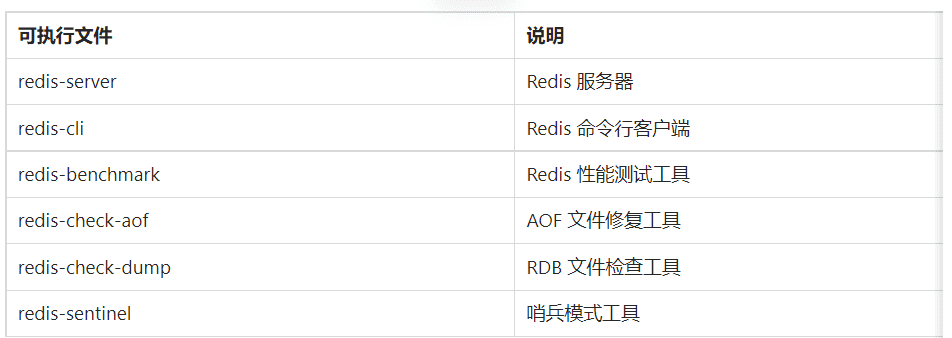 可执行文件 说明
redis-server Redis 服务器
redis-cli Redis 命令行客户端
redis-benchmark Redis 性能测试工具
redis-check-aof AOF 文件修复工具
redis-check-dump RDB 文件检查工具
redis-sentinel 哨兵模式工具